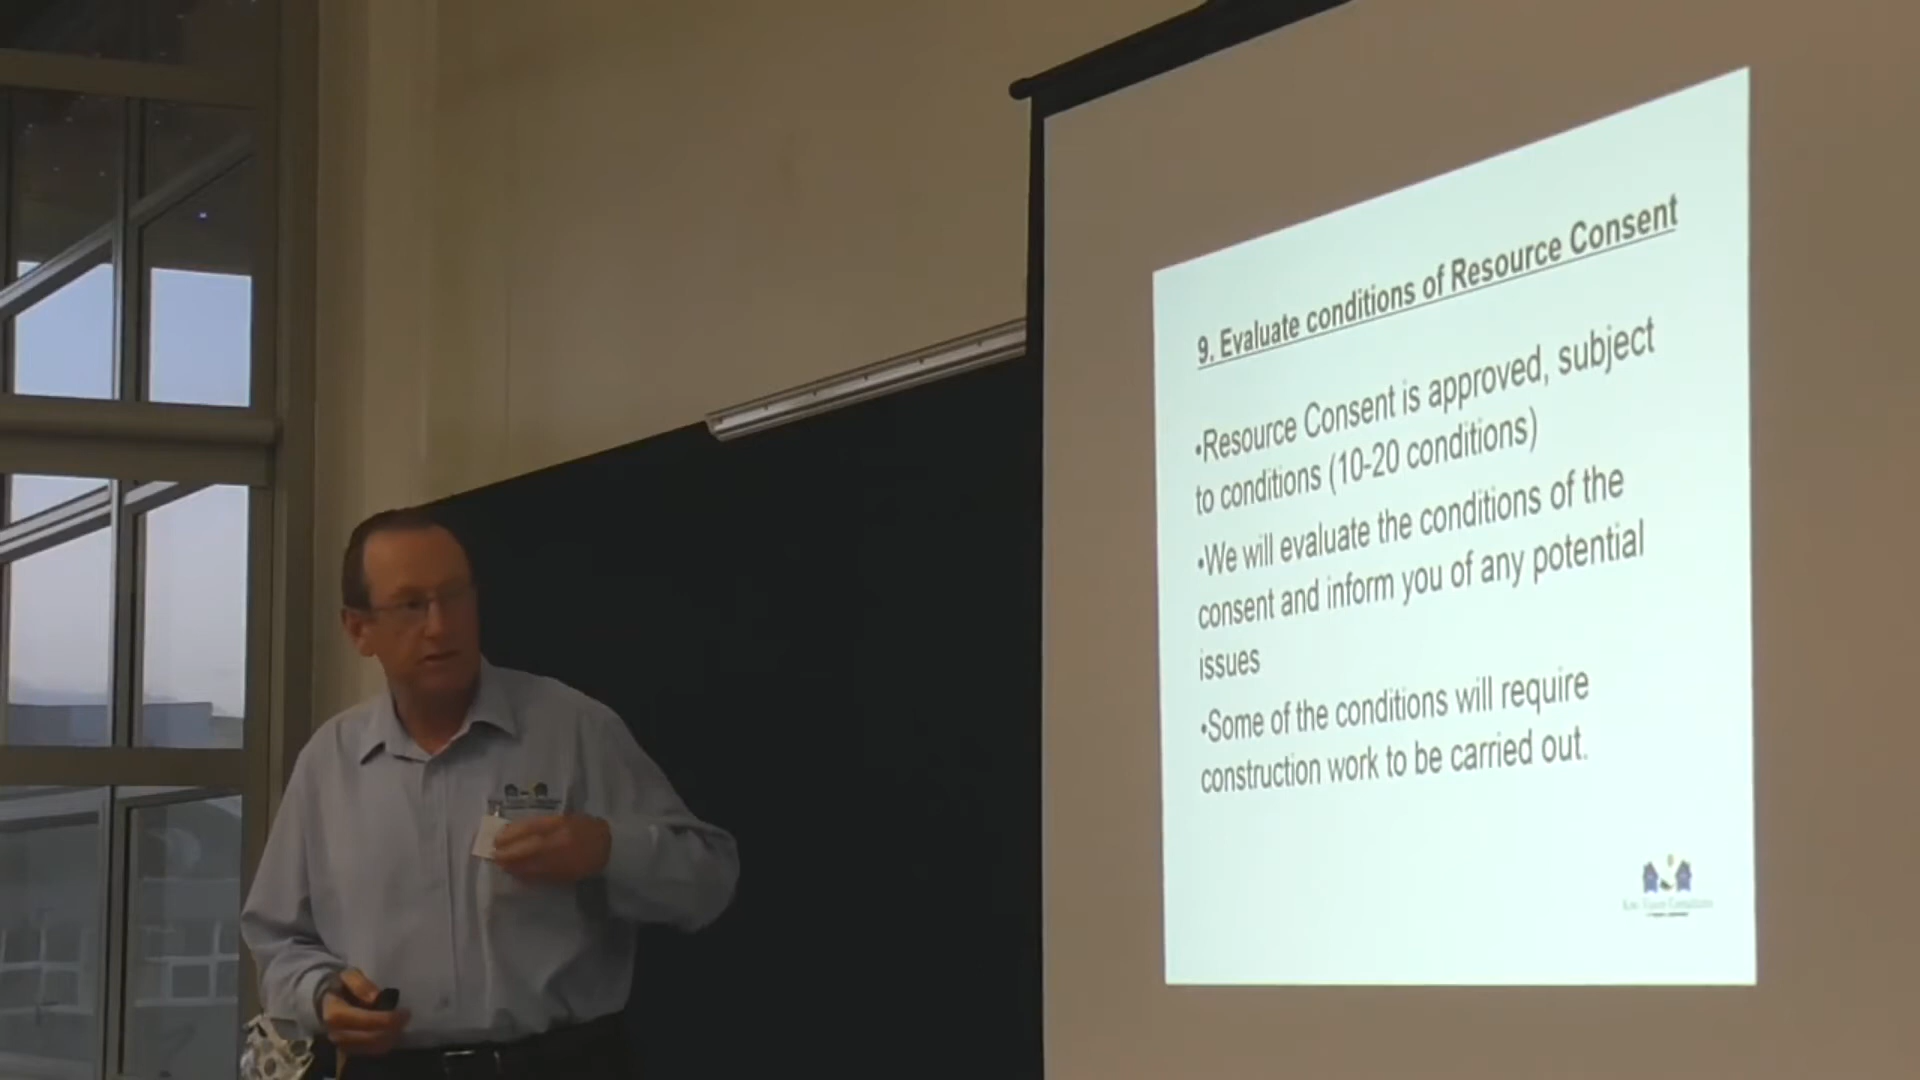 9. Evaluate conditions of Resource Consent
•Resource Consent is approved, subject
to conditions (10-20 conditions)
•We will evaluate the conditions of the
consent and inform you of any potential
issues
•Some of the conditions will require
construction work to be carried out.